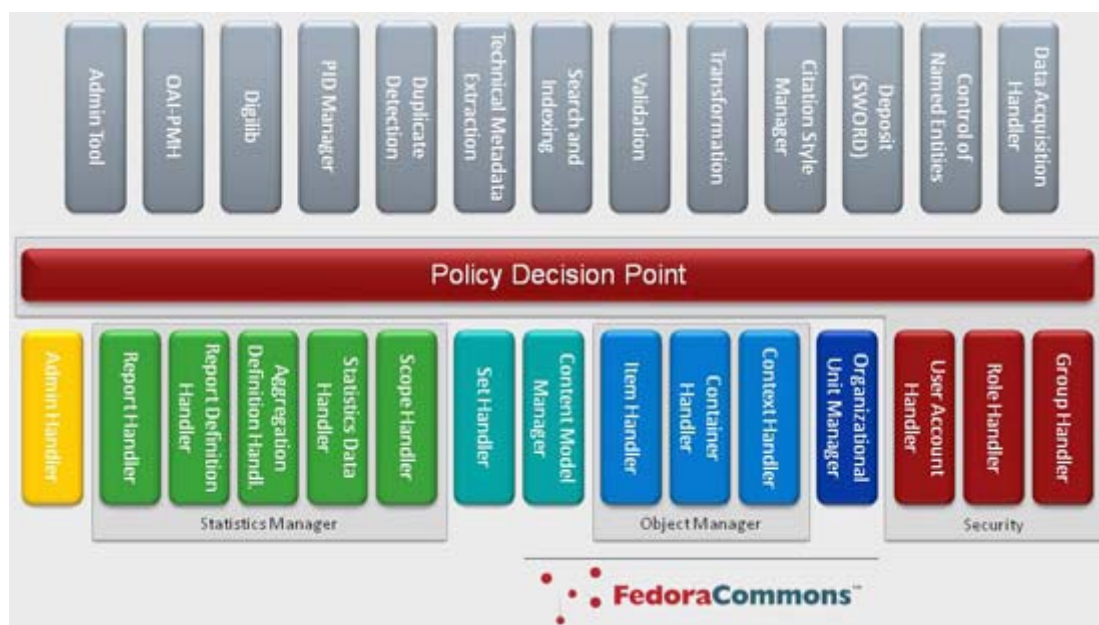 Admin Tool
OAI-PMH
Digilib
PID Manager
Duplicate
Detection
Technical Metadata
Extraction
Search and
Indexing
Validation
Transformation
Citation Style
Manager
Deposit
(SWORD)
Control of
Named Entities
Data Acquisition
Handler
Policy Decision Point
Admin Handler
Report Handler
Report Definition
Handler
Aggregation
Definition Handl.
Statistics Data
Handler
Scope Handler
Set Handler
Content Model
Manager
Item Handler
Container
Handler
Context Handler
Organizational
Unit Manager
User Account
Handler
Role Handler
Group Handler
Statistics Manager
Object Manager
Security
FedoraCommons™